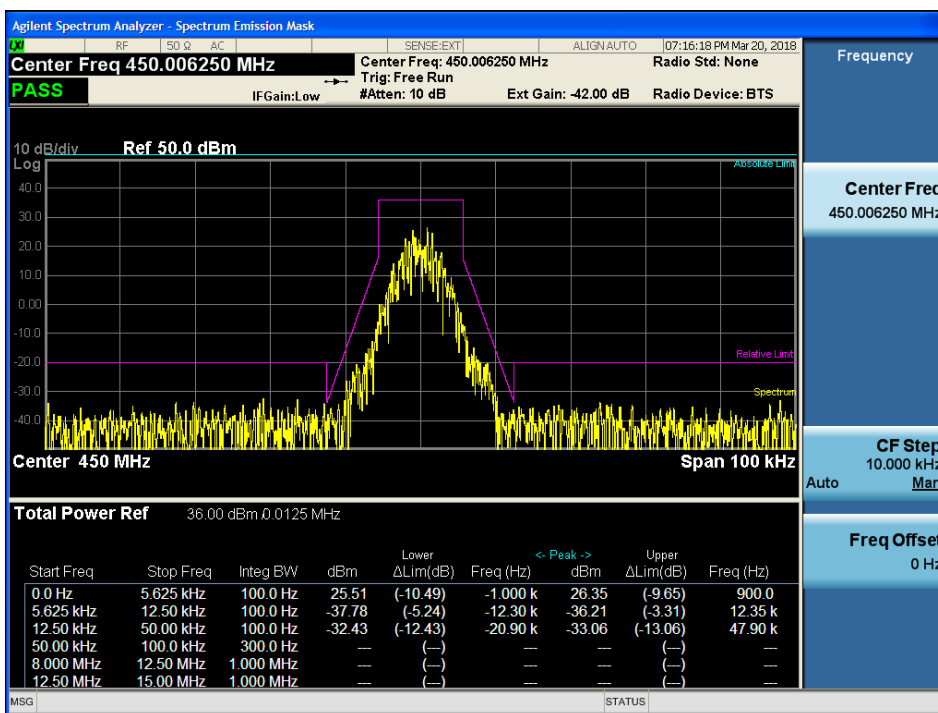 Agilent Spectrum Analyzer - Spectrum Emission Mask
LXI RF 50 Ω AC SENSE:EXT ALIGN AUTO 07:16:18 PM Mar 20, 2018
Center Freq 450.006250 MHz Center Freq: 450.006250 MHz Radio Std: None
Trig: Free Run
PASS IFGain:Low #Atten: 10 dB Ext Gain: -42.00 dB Radio Device: BTS
Frequency
10 dB/div Ref 50.0 dBm
Log
Absolute Limit
40.0
30.0
20.0
10.0
0.00
-10.0
-20.0
Relative Limit
-30.0
Spectrum
-40.0
Center 450 MHz Span 100 kHz
Center Freq
450.006250 MHz
CF Step
10.000 kHz
Auto Man
Freq Offset
0 Hz
Total Power Ref 36.00 dBm / 0.0125 MHz
Lower <- Peak -> Upper
Start Freq Stop Freq Integ BW dBm ΔLim(dB) Freq (Hz) dBm ΔLim(dB) Freq (Hz)
0.0 Hz 5.625 kHz 100.0 Hz 25.51 (-10.49) -1.000 k 26.35 (-9.65) 900.0
5.625 kHz 12.50 kHz 100.0 Hz -37.78 (-5.24) -12.30 k -36.21 (-3.31) 12.35 k
12.50 kHz 50.00 kHz 100.0 Hz -32.43 (-12.43) -20.90 k -33.06 (-13.06) 47.90 k
50.00 kHz 100.0 kHz 300.0 Hz --- (---) --- --- (---) ---
8.000 MHz 12.50 MHz 1.000 MHz --- (---) --- --- (---) ---
12.50 MHz 15.00 MHz 1.000 MHz --- (---) --- --- (---) ---
MSG STATUS